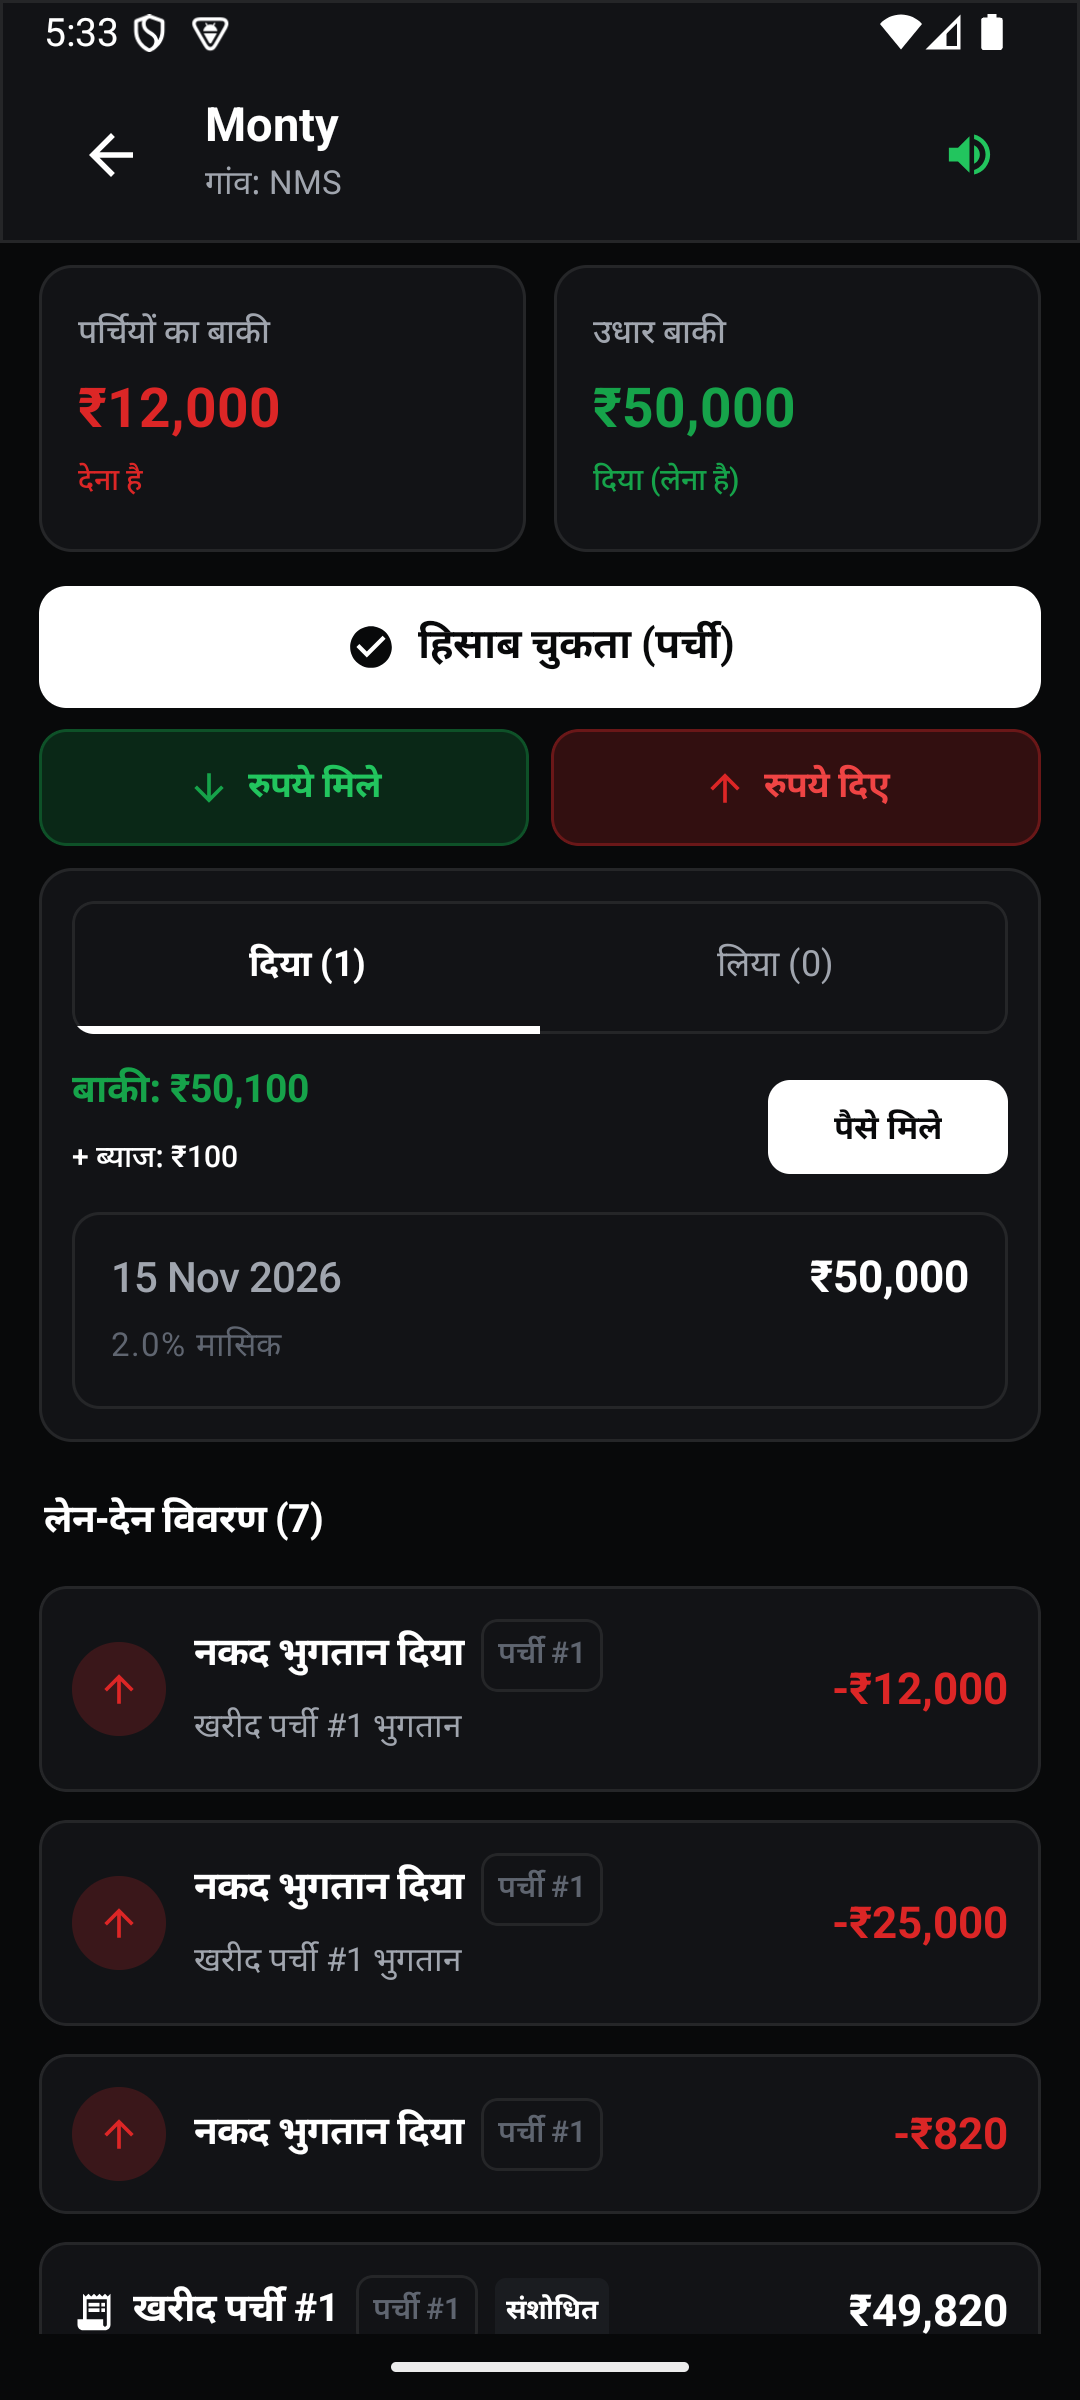 5:33
Monty
गांव: NMS
पर्चियों का बाकी
₹12,000
देना है
उधार बाकी
₹50,000
दिया (लेना है)
हिसाब चुकता (पर्ची)
रुपये मिले
रुपये दिए
दिया (1)
लिया (0)
बाकी: ₹50,100
+ ब्याज: ₹100
पैसे मिले
15 Nov 2026
₹50,000
2.0% मासिक
लेन-देन विवरण (7)
नकद भुगतान दिया पर्ची #1
खरीद पर्ची #1 भुगतान
-₹12,000
नकद भुगतान दिया पर्ची #1
खरीद पर्ची #1 भुगतान
-₹25,000
नकद भुगतान दिया पर्ची #1
-₹820
खरीद पर्ची #1 पर्ची #1 संशोधित ₹49,820